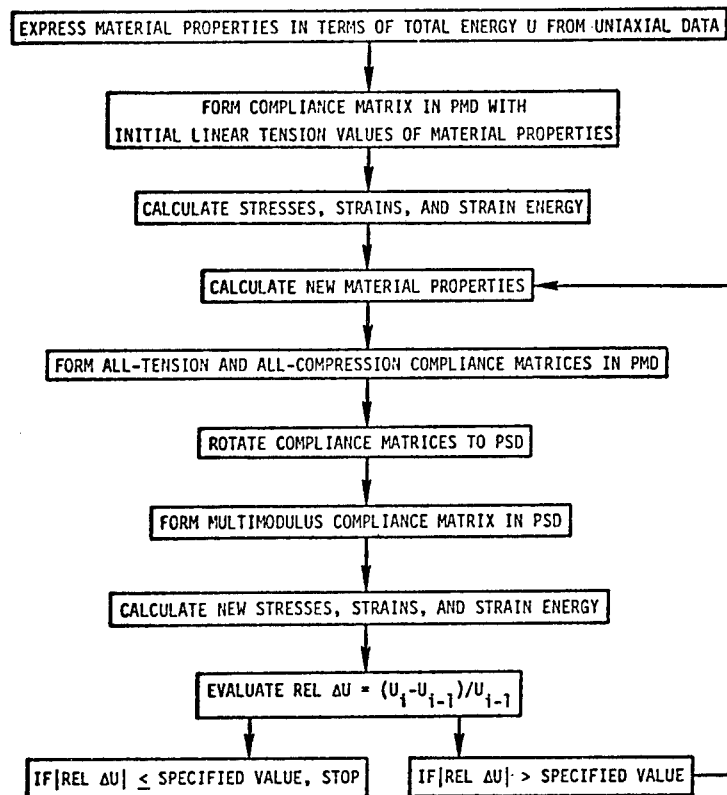 EXPRESS MATERIAL PROPERTIES IN TERMS OF TOTAL ENERGY U FROM UNIAXIAL DATA
FORM COMPLIANCE MATRIX IN PMD WITH
INITIAL LINEAR TENSION VALUES OF MATERIAL PROPERTIES
CALCULATE STRESSES, STRAINS, AND STRAIN ENERGY
CALCULATE NEW MATERIAL PROPERTIES
FORM ALL-TENSION AND ALL-COMPRESSION COMPLIANCE MATRICES IN PMD
ROTATE COMPLIANCE MATRICES TO PSD
FORM MULTIMODULUS COMPLIANCE MATRIX IN PSD
CALCULATE NEW STRESSES, STRAINS, AND STRAIN ENERGY
EVALUATE REL ΔU = (U_i-U_{i-1})/U_{i-1}
IF|REL ΔU| ≤ SPECIFIED VALUE, STOP
IF|REL ΔU| > SPECIFIED VALUE